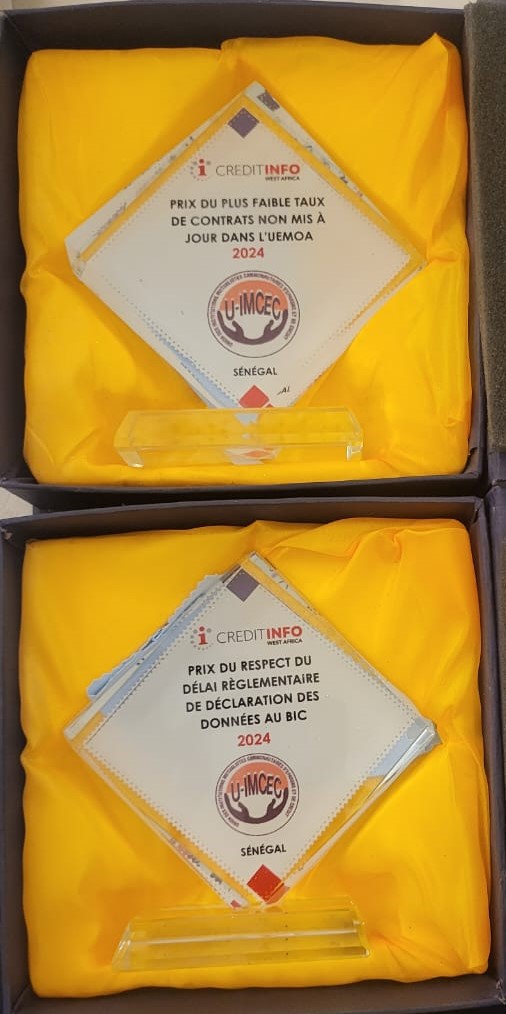 CREDITINFO
WEST AFRICA
PRIX DU PLUS FAIBLE TAUX
DE CONTRATS NON MIS À
JOUR DANS L'UEMOA
2024
U-IMCEC
SÉNÉGAL
CREDITINFO
WEST AFRICA
PRIX DU RESPECT DU
DÉLAI RÈGLEMENTAIRE
DE DÉCLARATION DES
DONNÉES AU BIC
2024
U-IMCEC
SÉNÉGAL